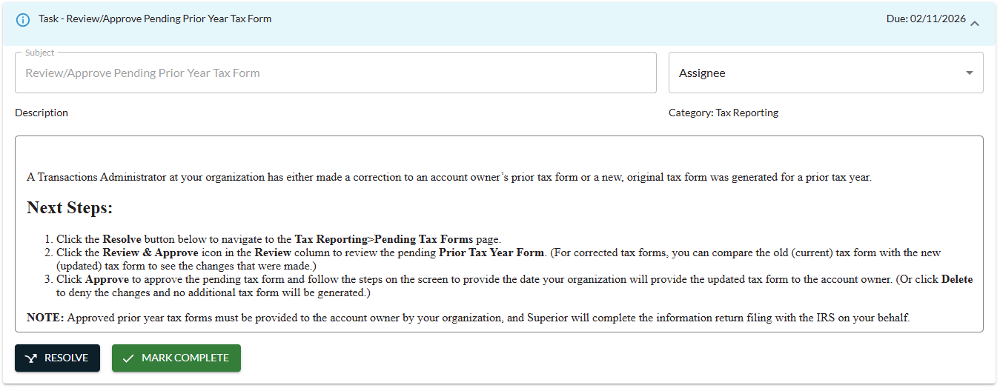 Task - Review/Approve Pending Prior Year Tax Form
Due: 02/11/2026
Subject
Review/Approve Pending Prior Year Tax Form
Assignee
Description
Category: Tax Reporting
A Transactions Administrator at your organization has either made a correction to an account owner’s prior tax form or a new, original tax form was generated for a prior tax year.
Next Steps:
1. Click the Resolve button below to navigate to the Tax Reporting>Pending Tax Forms page.
2. Click the Review & Approve icon in the Review column to review the pending Prior Tax Year Form. (For corrected tax forms, you can compare the old (current) tax form with the new
(updated) tax form to see the changes that were made.)
3. Click Approve to approve the pending tax form and follow the steps on the screen to provide the date your organization will provide the updated tax form to the account owner. (Or click Delete
to deny the changes and no additional tax form will be generated.)
NOTE: Approved prior year tax forms must be provided to the account owner by your organization, and Superior will complete the information return filing with the IRS on your behalf.
RESOLVE
MARK COMPLETE